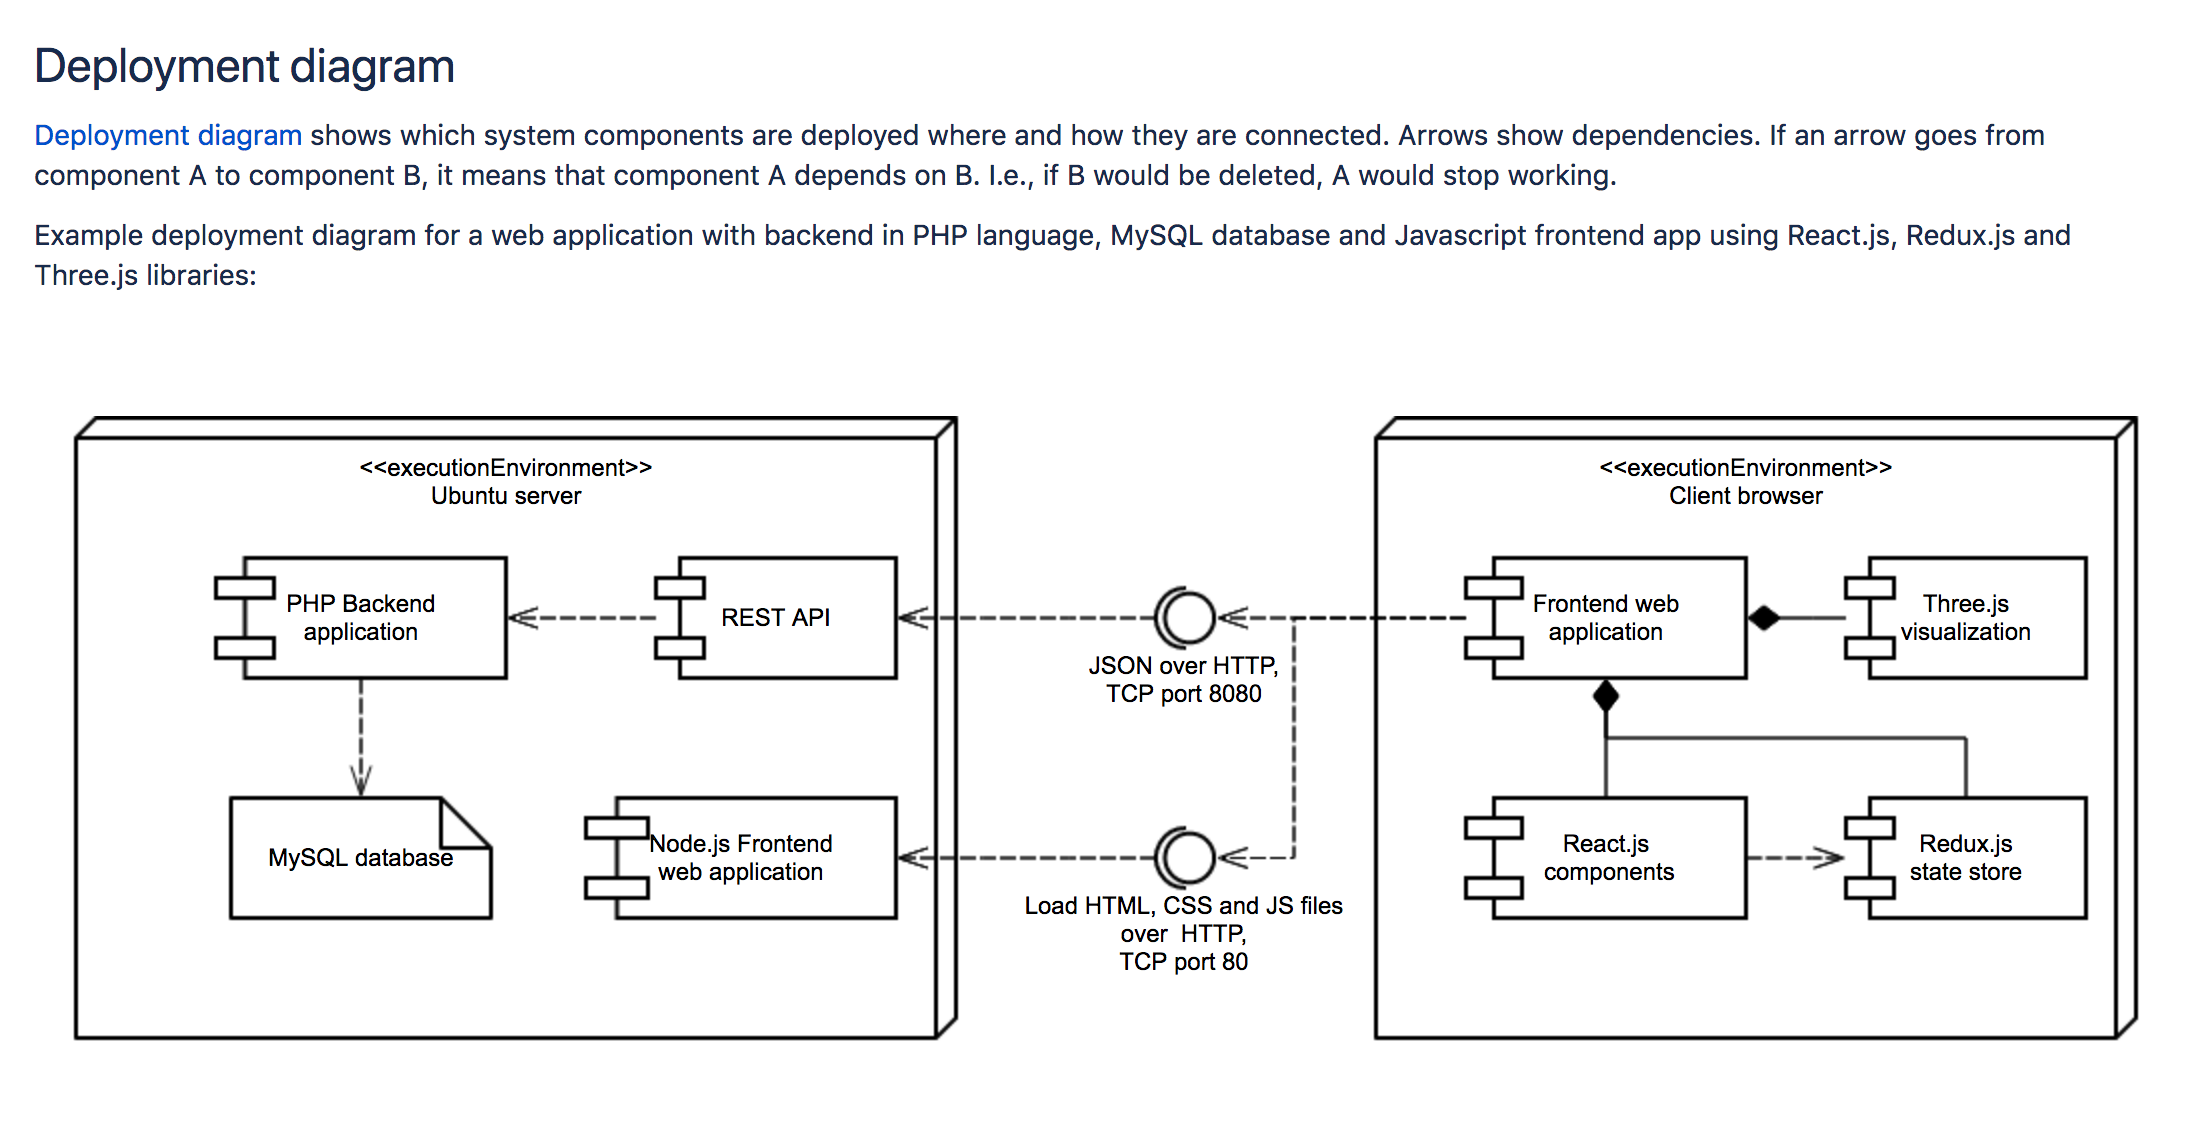 Deployment diagram
Deployment diagram shows which system components are deployed where and how they are connected. Arrows show dependencies. If an arrow goes from
component A to component B, it means that component A depends on B. I.e., if B would be deleted, A would stop working.
Example deployment diagram for a web application with backend in PHP language, MySQL database and Javascript frontend app using React.js, Redux.js and
Three.js libraries:
<<executionEnvironment>>
Ubuntu server
PHP Backend
application
REST API
MySQL database
Node.js Frontend
web application
JSON over HTTP,
TCP port 8080
Load HTML, CSS and JS files
over  HTTP,
TCP port 80
<<executionEnvironment>>
Client browser
Frontend web
application
Three.js
visualization
React.js
components
Redux.js
state store